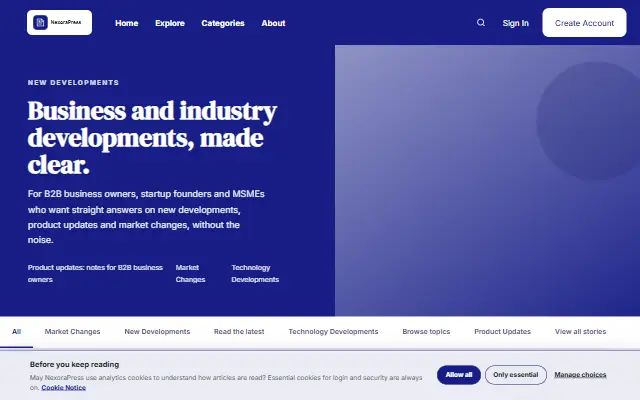 NexoraPress
Home Explore Categories About
Sign In
Create Account
NEW DEVELOPMENTS
Business and industry
developments, made
clear.
For B2B business owners, startup founders and MSMEs
who want straight answers on new developments,
product updates and market changes, without the
noise.
Product updates: notes for B2B business
owners
Market
Changes
Technology
Developments
All Market Changes New Developments Read the latest Technology Developments Browse topics Product Updates View all stories
Before you keep reading
May NexoraPress use analytics cookies to understand how articles are read? Essential cookies for login and security are always
on. Cookie Notice
Allow all
Only essential
Manage choices